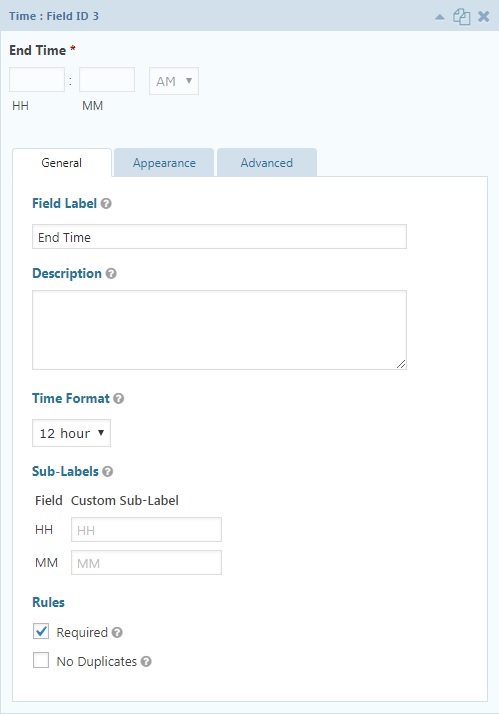 Time : Field ID 3
End Time *
: AM
HH MM
General Appearance Advanced
Field Label
End Time
Description
Time Format
12 hour
Sub-Labels
Field Custom Sub-Label
HH HH
MM MM
Rules
Required
No Duplicates